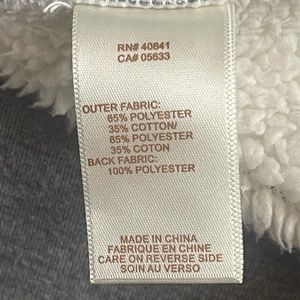 RN# 40641
CA# 05633
OUTER FABRIC:
65% POLYESTER
35% COTTON/
65% POLYESTER
35% COTON
BACK FABRIC:
100% POLYESTER
MADE IN CHINA
FABRIQUE EN CHINE
CARE ON REVERSE SIDE
SOIN AU VERSO